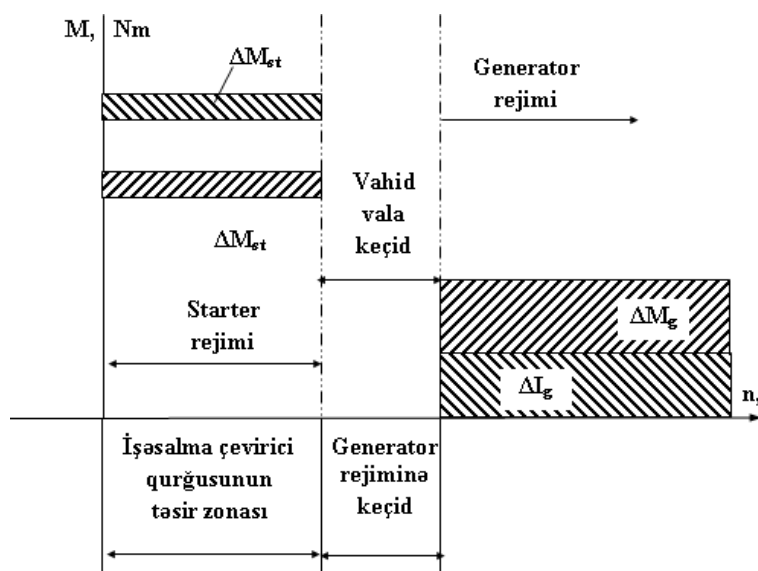 M, Nm
ΔMst
Generator
rejimi
Vahid
vala
keçid
ΔMst
Starter
rejimi
ΔMg
ΔIg
n,
İşəsalma çevirici
qurğusunun
təsir zonası
Generator
rejiminə
keçid